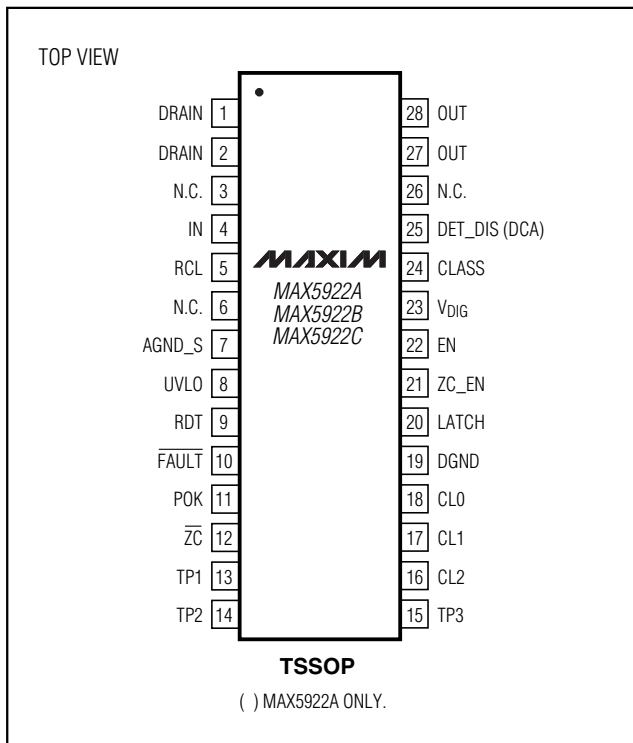 TOP VIEW
DRAIN 1
DRAIN 2
N.C. 3
IN 4
RCL 5
N.C. 6
AGND_S 7
UVLO 8
RDT 9
FAULT 10
POK 11
ZC 12
TP1 13
TP2 14
MAXIM
MAX5922A
MAX5922B
MAX5922C
28 OUT
27 OUT
26 N.C.
25 DET_DIS (DCA)
24 CLASS
23 VDIG
22 EN
21 ZC_EN
20 LATCH
19 DGND
18 CL0
17 CL1
16 CL2
15 TP3
TSSOP
( ) MAX5922A ONLY.